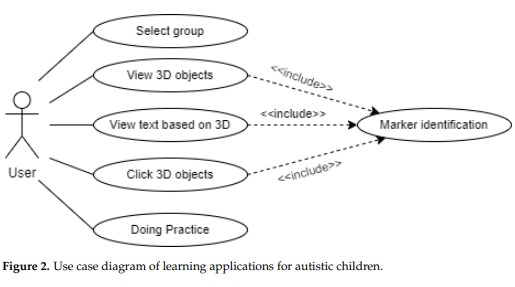 Select group
View 3D objects
<<include>>
View text based on 3D
<<include>>
Marker identification
User
Click 3D objects
<<include>>
Doing Practice
Figure 2. Use case diagram of learning applications for autistic children.